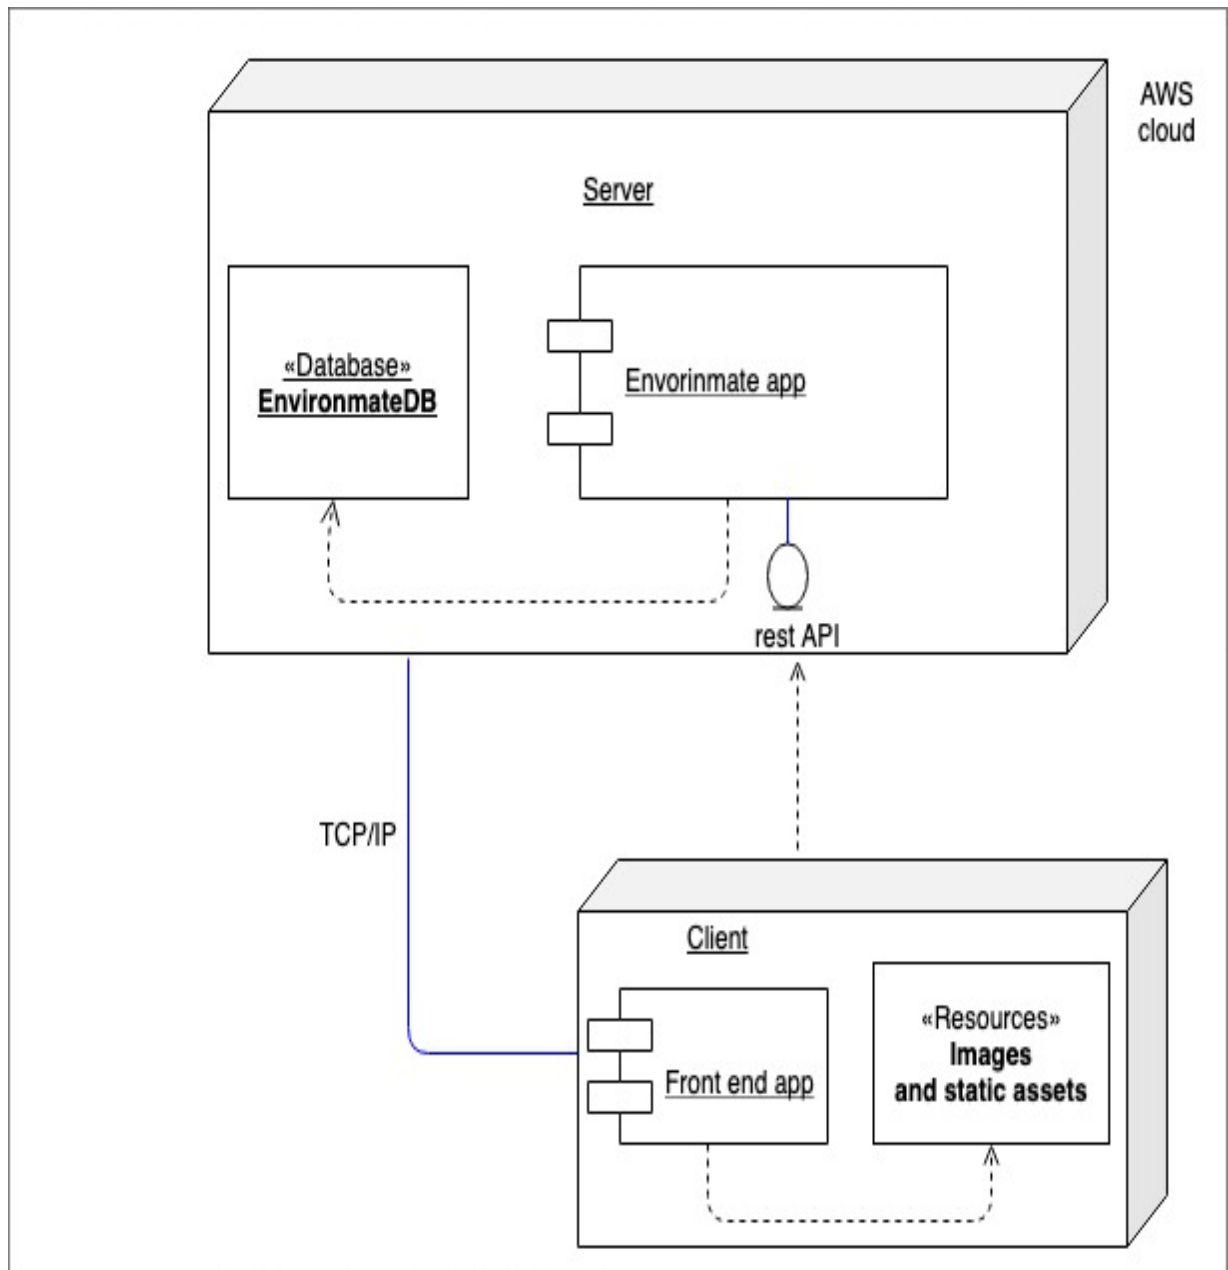 AWS
cloud
Server
«Database»
EnvironmateDB
Envorinmate app
rest API
TCP/IP
Client
Front end app
«Resources»
Images
and static assets